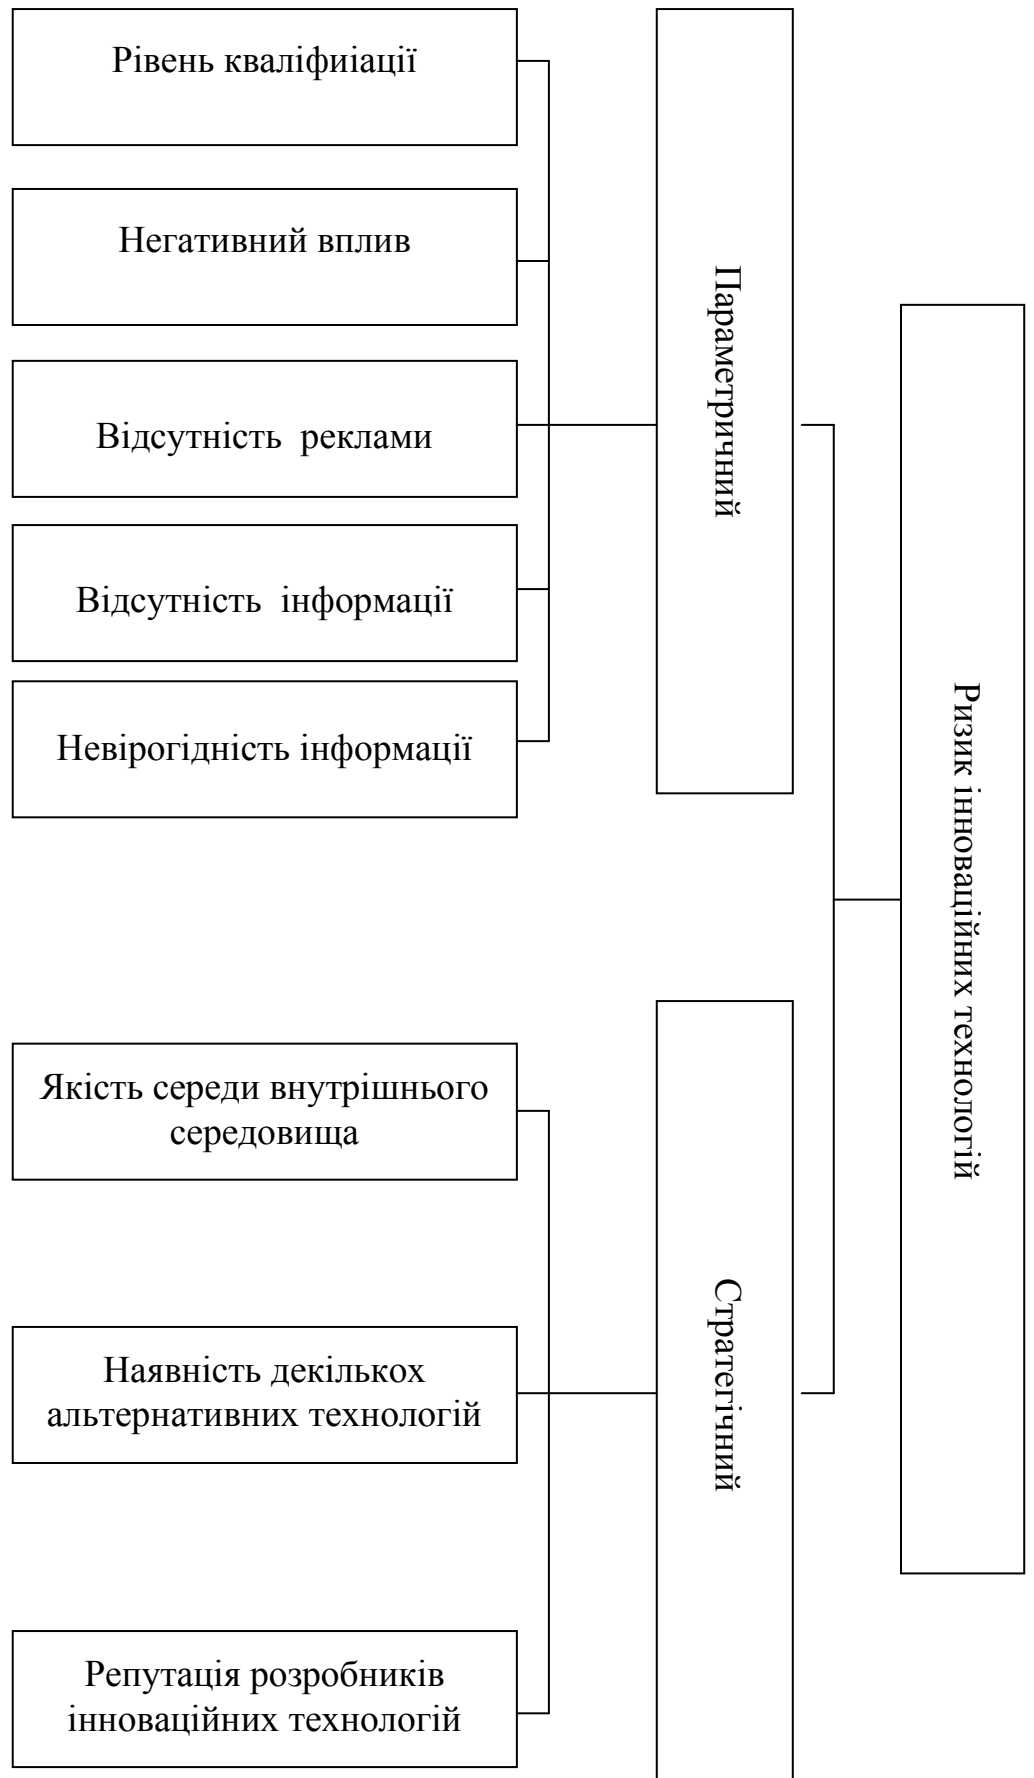 Рівень кваліфиіації
Негативний вплив
Відсутність реклами
Відсутність інформації
Невірогідність інформації
Параметричний
Якість середи внутрішнього
середовища
Наявність декількох
альтернативних технологій
Репутація розробників
інноваційних технологій
Стратегічний
Ризик інноваційних технологій